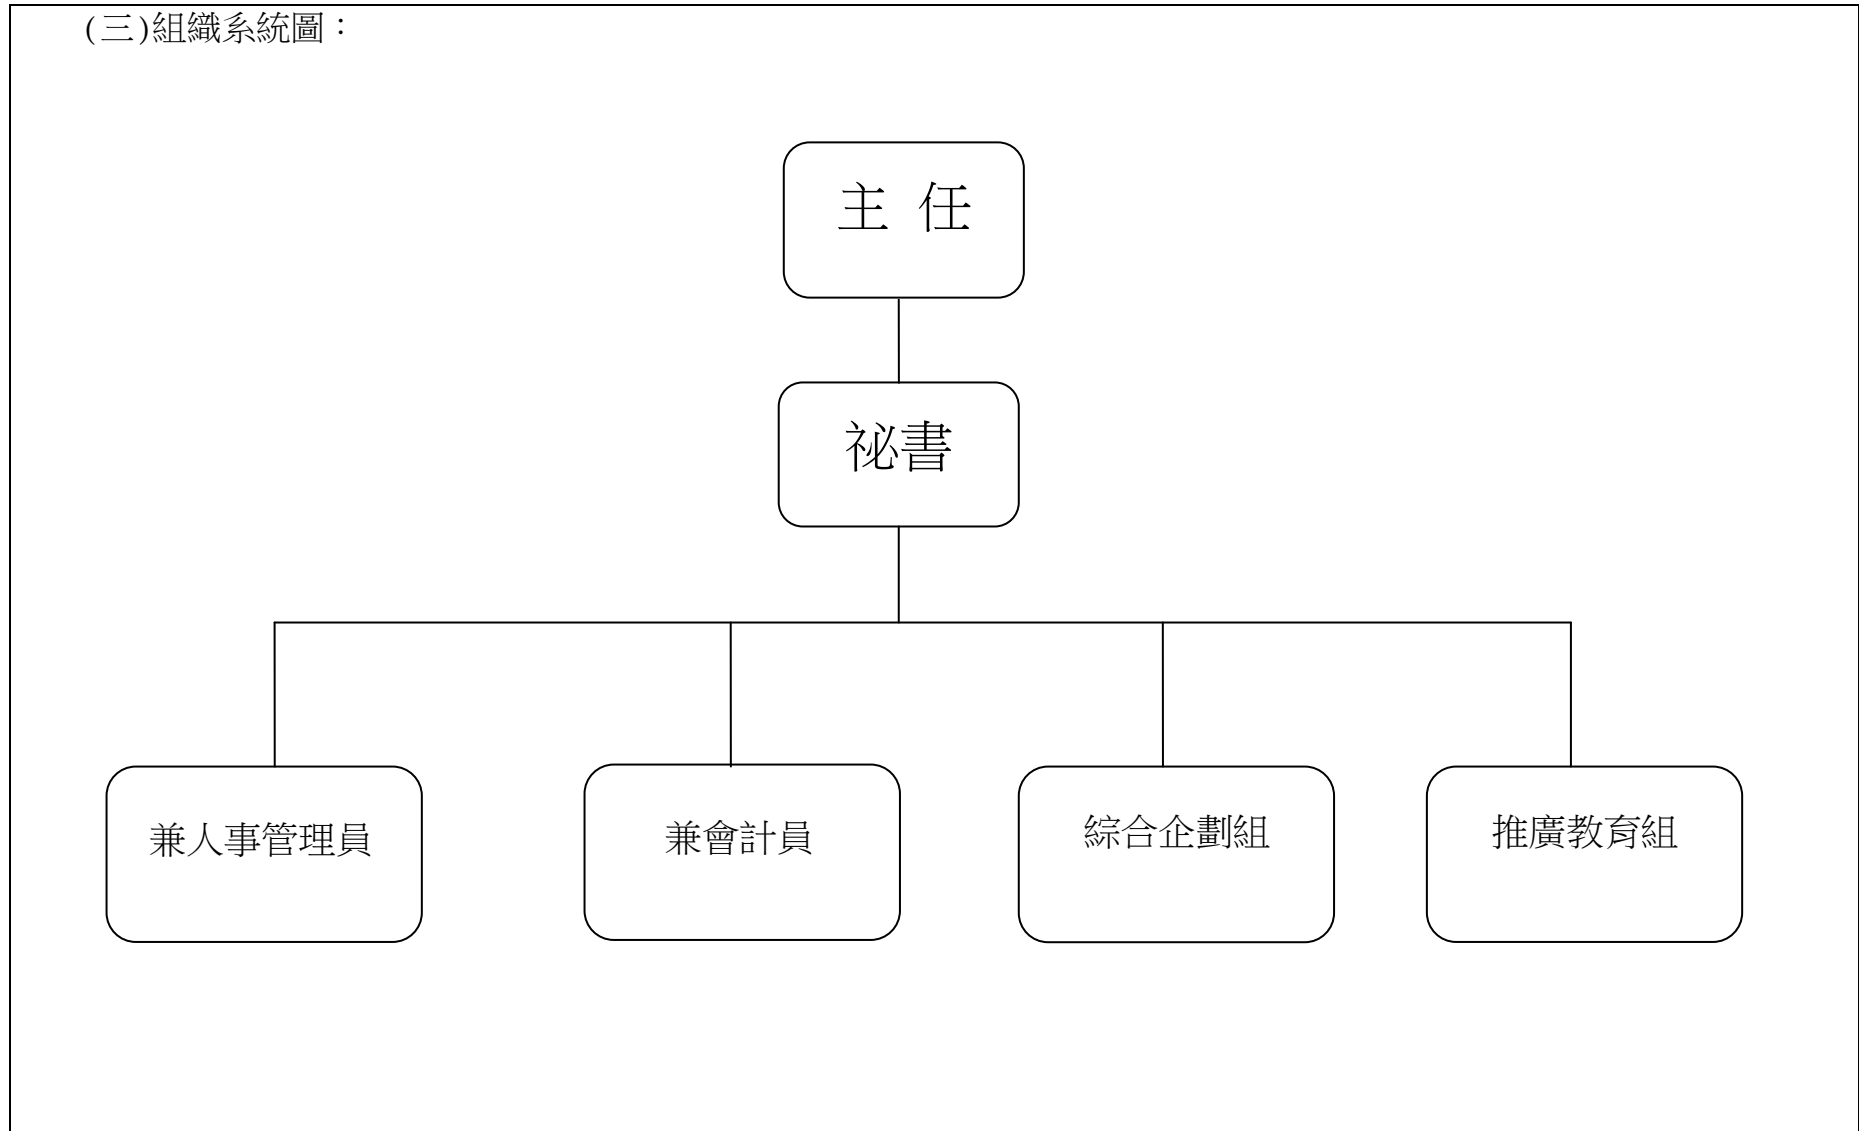 (三)組織系統圖：
主 任
祕書
兼人事管理員
兼會計員
綜合企劃組
推廣教育組